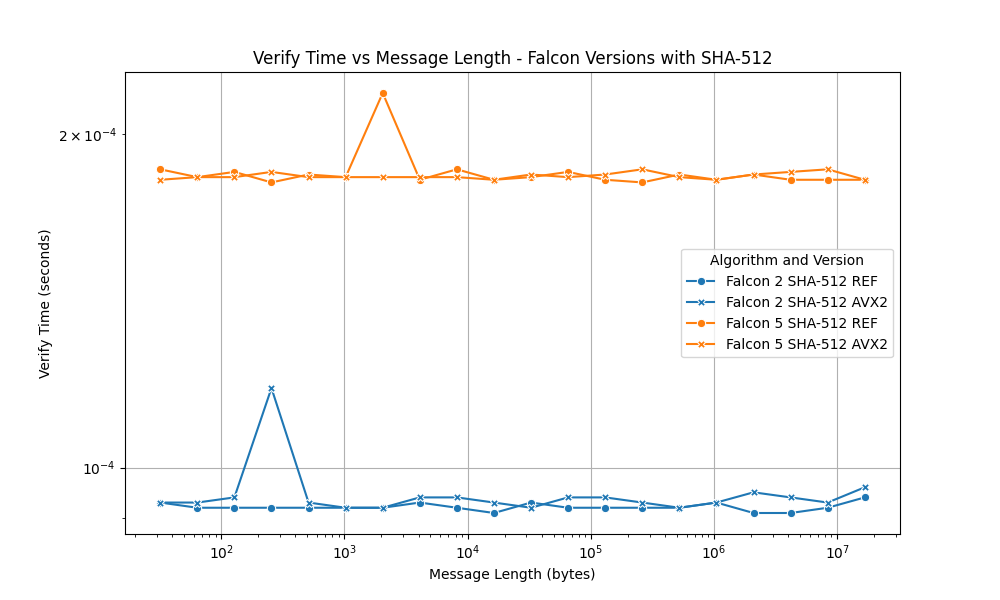 Verify Time vs Message Length - Falcon Versions with SHA-512
Verify Time (seconds)
2 × 10⁻⁴
10⁻⁴
Algorithm and Version
Falcon 2 SHA-512 REF
Falcon 2 SHA-512 AVX2
Falcon 5 SHA-512 REF
Falcon 5 SHA-512 AVX2
10² 10³ 10⁴ 10⁵ 10⁶ 10⁷
Message Length (bytes)